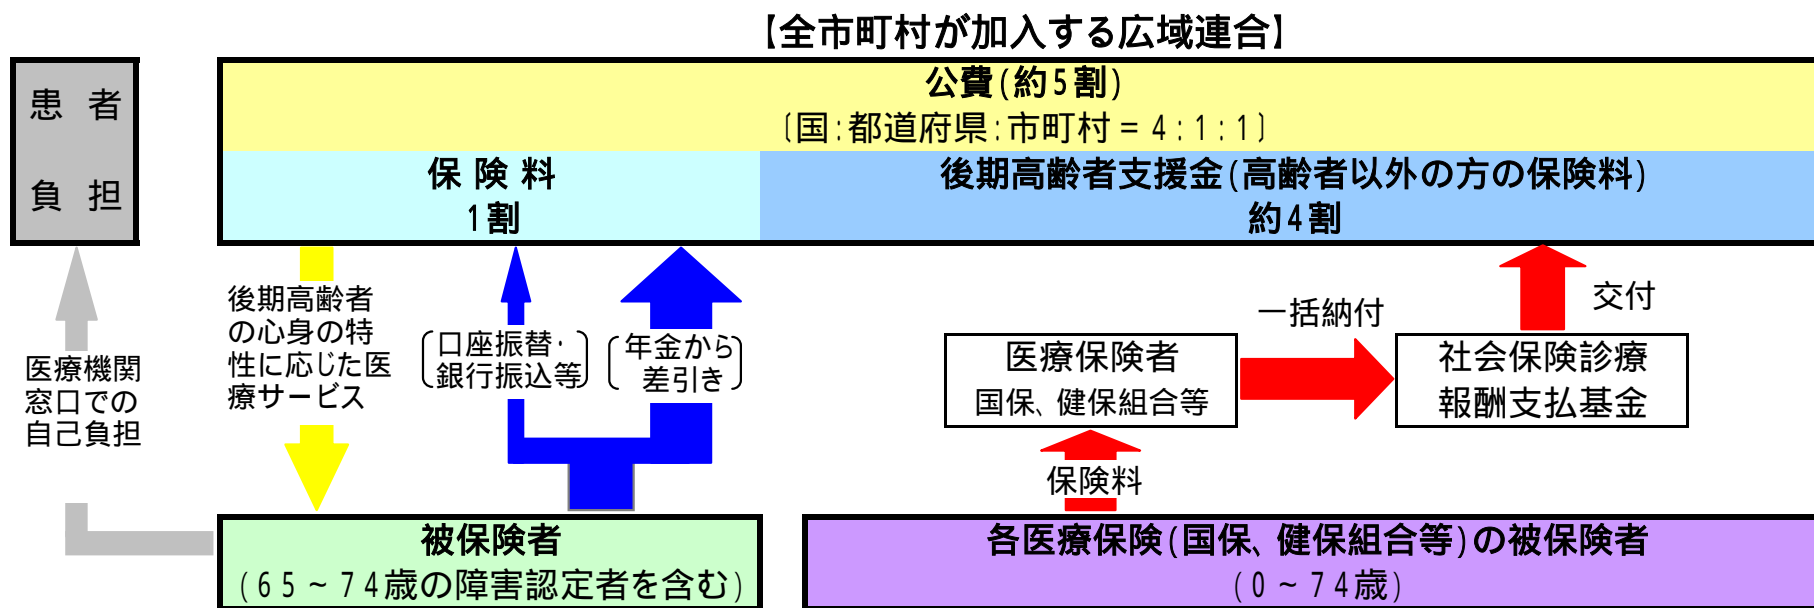 【全市町村が加入する広域連合】
患者
負担
公費(約5割)
〔国:都道府県:市町村=4:1:1〕
保険料
1割
後期高齢者支援金(高齢者以外の方の保険料)
約4割
後期高齢者
の心身の特
性に応じた医
療サービス
口座振替・
銀行振込等
年金から
差引き
医療機関
窓口での
自己負担
医療保険者
国保、健保組合等
一括納付
社会保険診療
報酬支払基金
交付
保険料
被保険者
(65~74歳の障害認定者を含む)
各医療保険(国保、健保組合等)の被保険者
(0~74歳)